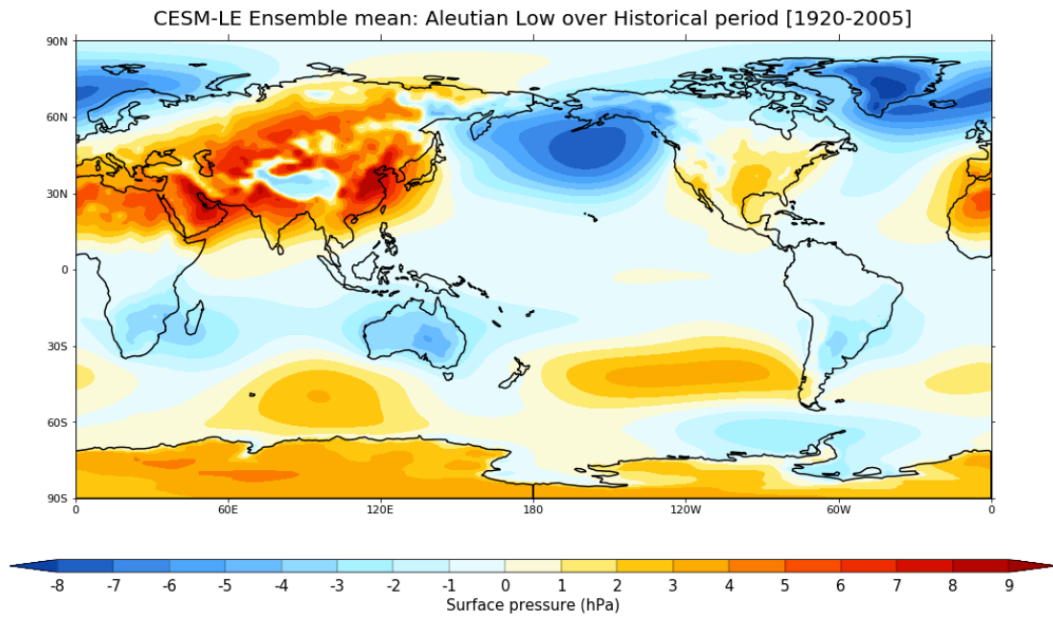 CESM-LE Ensemble mean: Aleutian Low over Historical period [1920-2005]
90N
60N
30N
0
30S
60S
90S
0 60E 120E 180 120W 60W 0
-8 -7 -6 -5 -4 -3 -2 -1 0 1 2 3 4 5 6 7 8 9
Surface pressure (hPa)